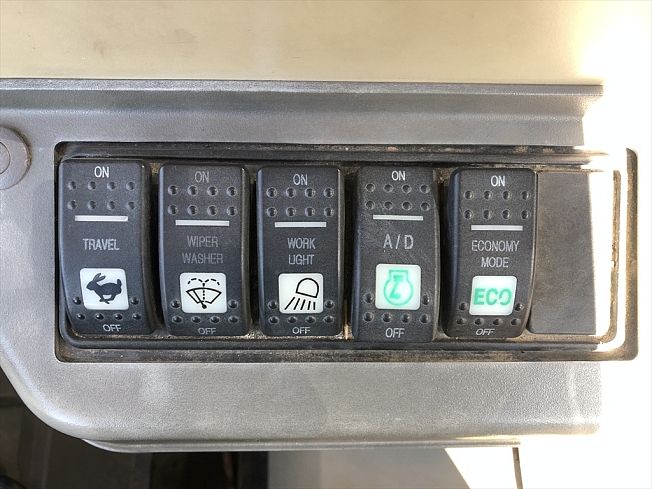 ON
TRAVEL
OFF
ON
WIPER
WASHER
OFF
ON
WORK
LIGHT
OFF
ON
A/D
OFF
ON
ECONOMY
MODE
ECO
OFF